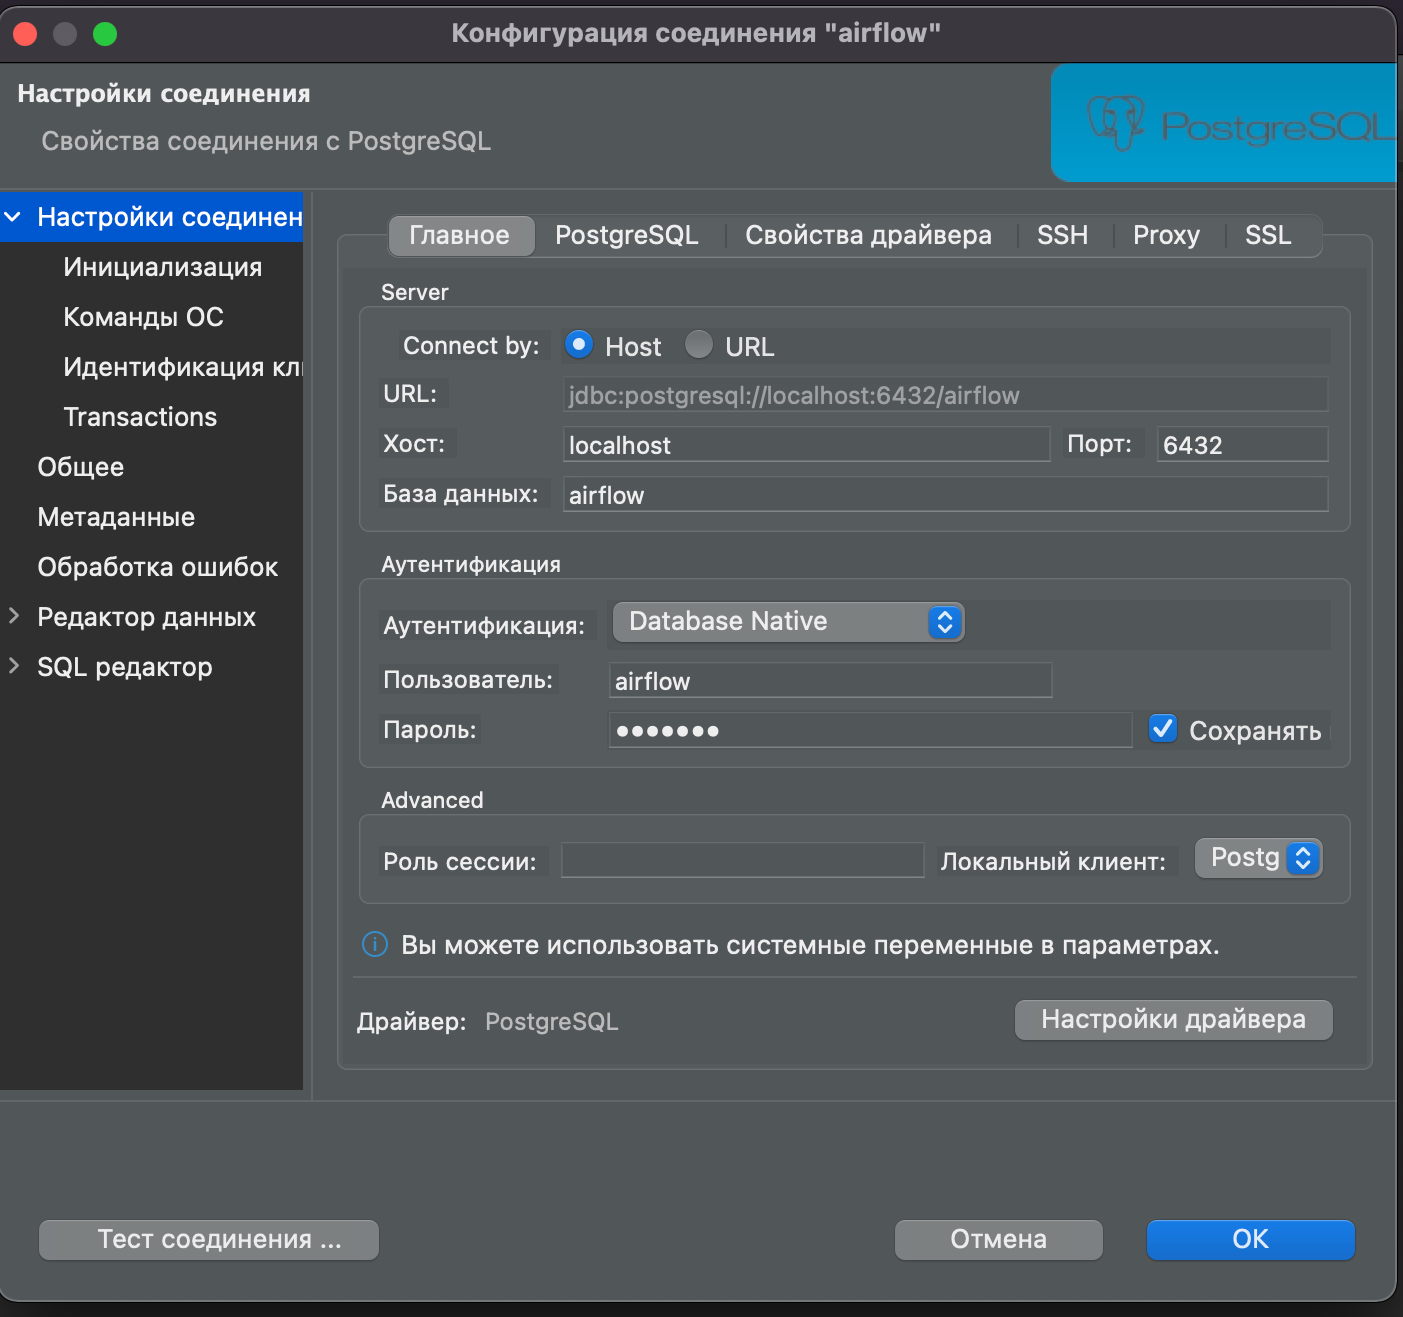 Конфигурация соединения "airflow"
Настройки соединения
Свойства соединения с PostgreSQL
PostgreSQL
Настройки соединен
Инициализация
Команды ОС
Идентификация кли
Transactions
Общее
Метаданные
Обработка ошибок
Редактор данных
SQL редактор
Главное PostgreSQL Свойства драйвера SSH Proxy SSL
Server
Connect by: Host URL
URL: jdbc:postgresql://localhost:6432/airflow
Хост: localhost Порт: 6432
База данных: airflow
Аутентификация
Аутентификация: Database Native
Пользователь: airflow
Пароль: ••••••• Сохранять
Advanced
Роль сессии: Локальный клиент: Postg
Вы можете использовать системные переменные в параметрах.
Драйвер: PostgreSQL Настройки драйвера
Тест соединения ... Отмена ОК